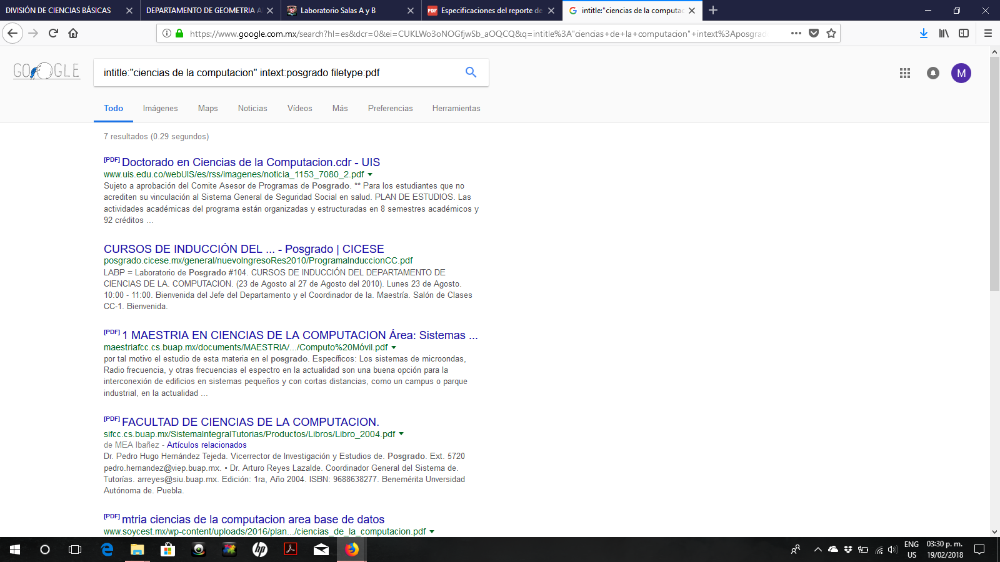 DIVISIÓN DE CIENCIAS BÁSICAS
DEPARTAMENTO DE GEOMETRIA A
Laboratorio Salas A y B
PDF Especificaciones del reporte de
intitle:"ciencias de la computac
https://www.google.com.mx/search?hl=es&dcr=0&ei=CUKLWo3oNOGfjwSb_aOQCQ&q=intitle%3A"ciencias+de+la+computacion"+intext%3Aposgrad
GOOGLE
intitle:"ciencias de la computacion" intext:posgrado filetype:pdf
M
Todo Imágenes Maps Noticias Vídeos Más Preferencias Herramientas
7 resultados (0.29 segundos)
[PDF] Doctorado en Ciencias de la Computacion.cdr - UIS
www.uis.edu.co/webUIS/es/rss/imagenes/noticia_1153_7080_2.pdf
Sujeto a aprobación del Comite Asesor de Programas de Posgrado. ** Para los estudiantes que no
acrediten su vinculación al Sistema General de Seguridad Social en salud. PLAN DE ESTUDIOS. Las
actividades académicas del programa están organizadas y estructuradas en 8 semestres académicos y
92 créditos ...
CURSOS DE INDUCCIÓN DEL ... - Posgrado | CICESE
posgrado.cicese.mx/general/nuevoIngresoRes2010/ProgramaInduccionCC.pdf
LABP = Laboratorio de Posgrado #104. CURSOS DE INDUCCIÓN DEL DEPARTAMENTO DE
CIENCIAS DE LA. COMPUTACION. (23 de Agosto al 27 de Agosto del 2010). Lunes 23 de Agosto.
10:00 - 11:00. Bienvenida del Jefe del Departamento y el Coordinador de la. Maestría. Salón de Clases
CC-1. Bienvenida.
[PDF] 1 MAESTRIA EN CIENCIAS DE LA COMPUTACION Área: Sistemas ...
maestriafcc.cs.buap.mx/documents/MAESTRIA/.../Computo%20Móvil.pdf
por tal motivo el estudio de esta materia en el posgrado. Específicos: Los sistemas de microondas,
Radio frecuencia, y otras frecuencias el espectro en la actualidad son una buena opción para la
interconexión de edificios en sistemas pequeños y con cortas distancias, como un campus o parque
industrial, en la actualidad ...
[PDF] FACULTAD DE CIENCIAS DE LA COMPUTACION.
sifcc.cs.buap.mx/SistemaIntegralTutorias/Productos/Libros/Libro_2004.pdf
de MEA Ibañez - Artículos relacionados
Dr. Pedro Hugo Hernández Tejeda. Vicerrector de Investigación y Estudios de. Posgrado. Ext. 5720
pedro.hernandez@viep.buap.mx. • Dr. Arturo Reyes Lazalde. Coordinador General del Sistema de.
Tutorías. arreyes@siu.buap.mx. Edición: 1ra, Año 2004. ISBN: 9688638277. Benemérita Unversidad
Autónoma de. Puebla.
[PDF] mtria ciencias de la computacion area base de datos
www.soycest.mx/wp-content/uploads/2016/plan.../ciencias_de_la_computacion.pdf
ENG
US
03:30 p. m.
19/02/2018